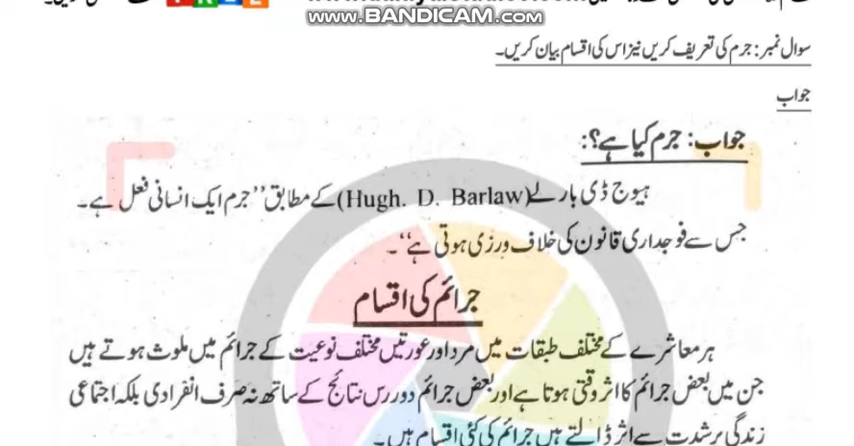 www.BANDICAM.com
سوال نمبر: جرم کی تعریف کریں نیز اس کی اقسام بیان کریں۔
جواب
جواب: جرم کیا ہے؟:
ہیوج ڈی بارلے (Hugh. D. Barlaw) کے مطابق ”جرم ایک انسانی فعل ہے۔
جس سے فوجداری قانون کی خلاف ورزی ہوتی ہے“۔
جرائم کی اقسام
ہر معاشرے کے مختلف طبقات میں مرد اور عورتیں مختلف نوعیت کے جرائم میں ملوث ہوتے ہیں
جن میں بعض جرائم کا اثر وقتی ہوتا ہے اور بعض جرائم دور رس نتائج کے ساتھ نہ صرف انفرادی بلکہ اجتماعی
زندگی پر شدت سے اثر ڈالتے ہیں جرائم کی کئی اقسام ہیں۔